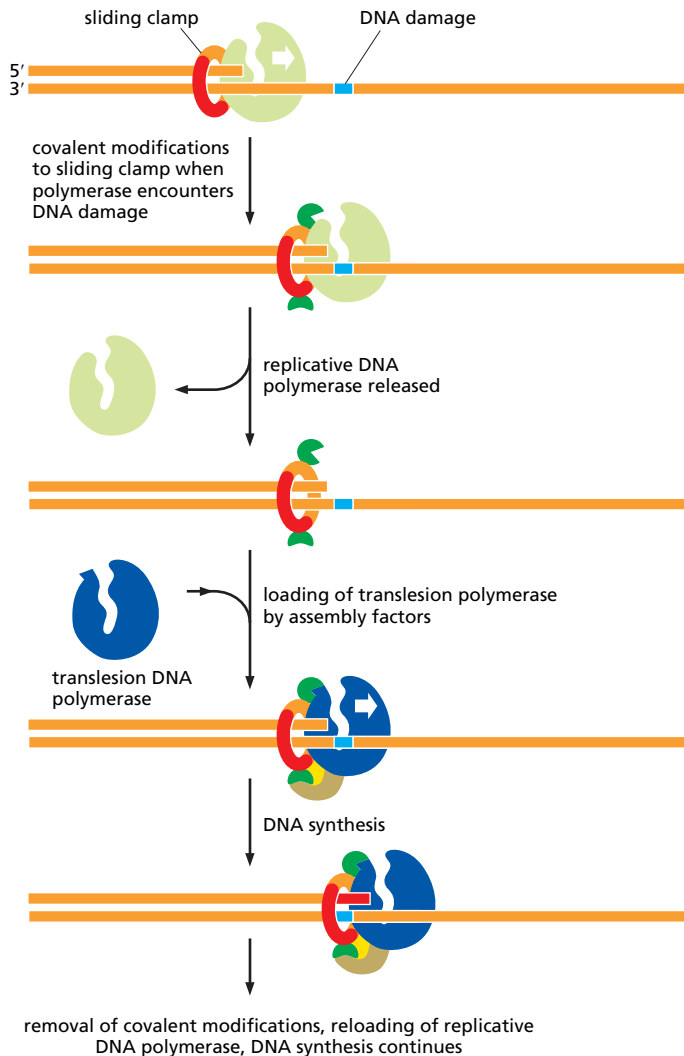 sliding clamp
DNA damage
5′
3′
covalent modifications
to sliding clamp when
polymerase encounters
DNA damage
replicative DNA
polymerase released
loading of translesion polymerase
by assembly factors
translesion DNA
polymerase
DNA synthesis
removal of covalent modifications, reloading of replicative
DNA polymerase, DNA synthesis continues